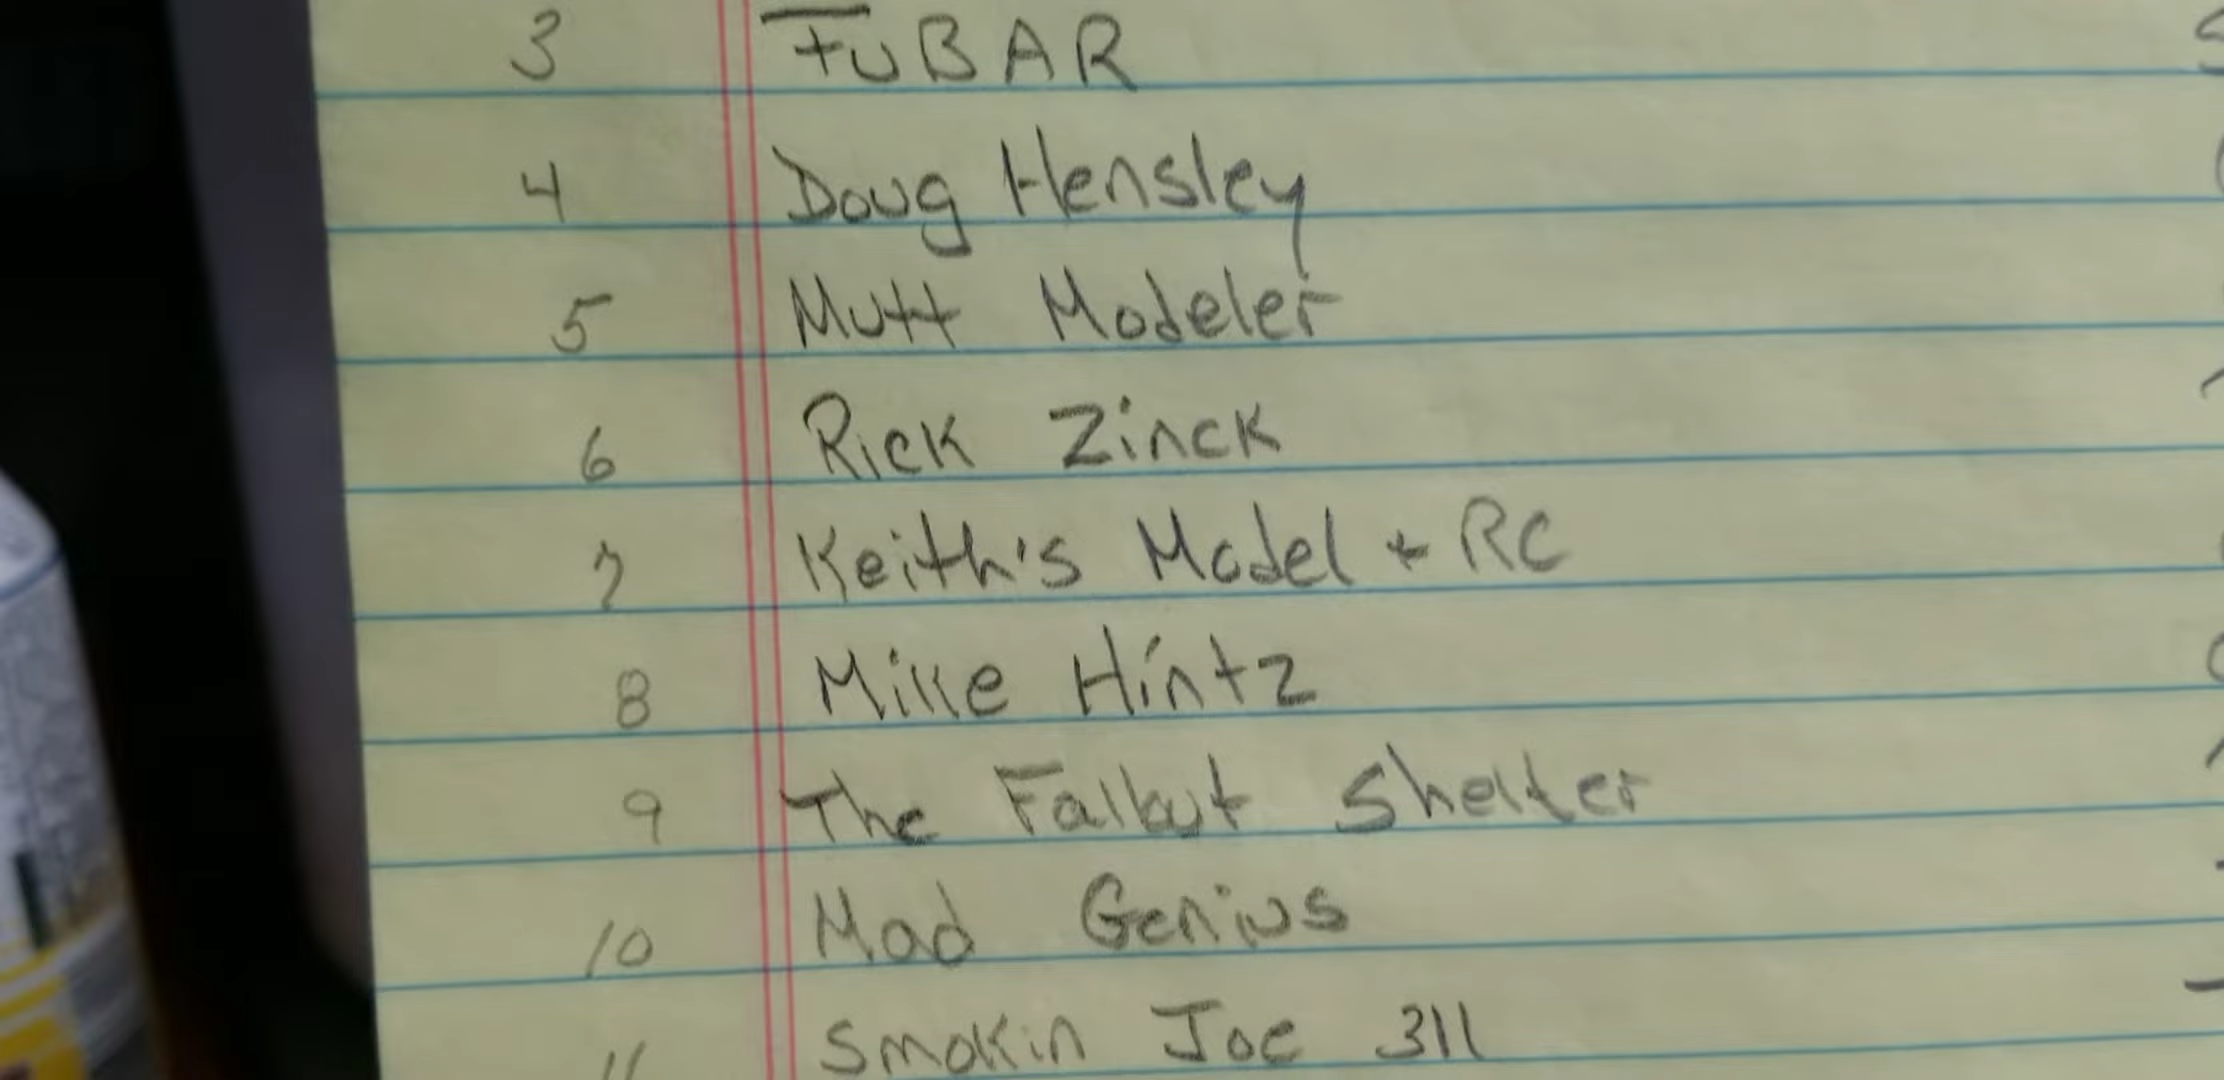 3 FUBAR
4 Doug Hensley
5 Mutt Modeler
6 Rick Zinck
7 Keith's Model + RC
8 Mike Hintz
9 The Fallout Shelter
10 Mad Genius
11 Smokin Joe 311